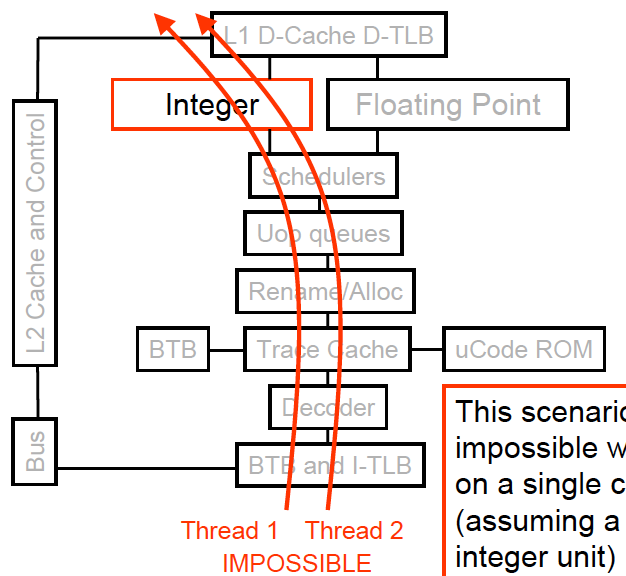 L1 D-Cache D-TLB
Integer
Floating Point
L2 Cache and Control
Schedulers
Uop queues
Rename/Alloc
BTB
Trace Cache
uCode ROM
Decoder
Bus
BTB and I-TLB
Thread 1
Thread 2
IMPOSSIBLE
This
impossible
on a single
(assuming a
integer unit)